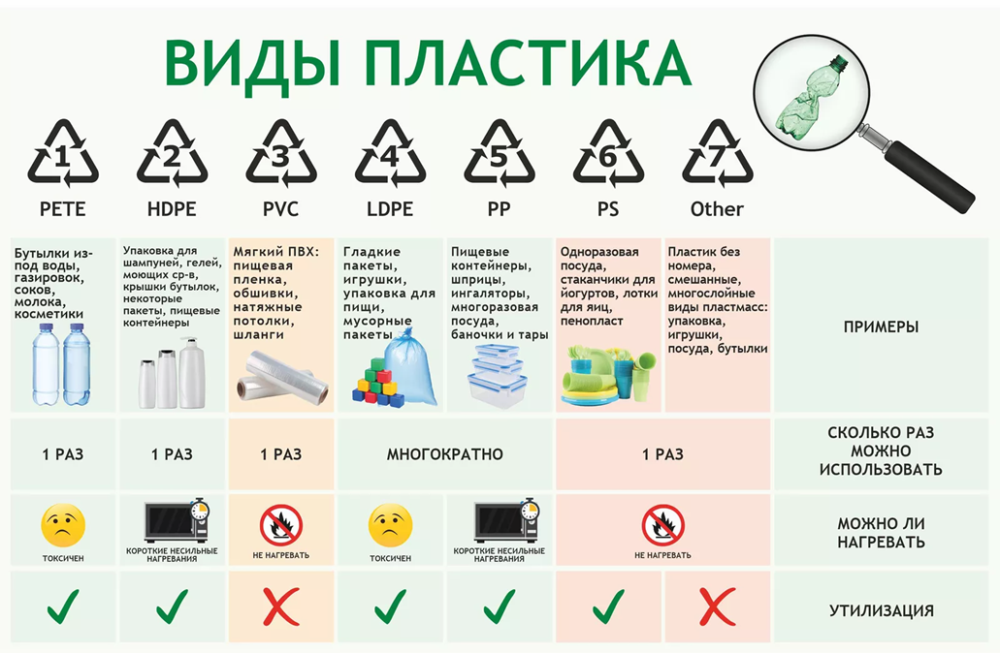 ВИДЫ ПЛАСТИКА
1
2
3
4
5
6
7
PETE
HDPE
PVC
LDPE
PP
PS
Other
Бутылки из-
под воды,
газировок,
соков,
молока,
косметики
Упаковка для
шампуней, гелей,
моющих ср-в,
крышки бутылок,
некоторые
пакеты, пищевые
контейнеры
Мягкий ПВХ:
пищевая
пленка,
обшивки,
натяжные
потолки,
шланги
Гладкие
пакеты,
игрушки,
упаковка для
пищи,
мусорные
пакеты
Пищевые
контейнеры,
шприцы,
ингаляторы,
многоразовая
посуда,
баночки и тары
Одноразовая
посуда,
стаканчики для
йогуртов, лотки
для яиц,
пенопласт
Пластик без
номера,
смешанные,
многослойные
виды пластмасс:
упаковка,
игрушки,
посуда, бутылки
ПРИМЕРЫ
1 РАЗ
1 РАЗ
1 РАЗ
МНОГОКРАТНО
1 РАЗ
СКОЛЬКО РАЗ
МОЖНО
ИСПОЛЬЗОВАТЬ
ТОКСИЧЕН
КОРОТКИЕ НЕСИЛЬНЫЕ
НАГРЕВАНИЯ
НЕ НАГРЕВАТЬ
ТОКСИЧЕН
КОРОТКИЕ НЕСИЛЬНЫЕ
НАГРЕВАНИЯ
НЕ НАГРЕВАТЬ
МОЖНО ЛИ
НАГРЕВАТЬ
УТИЛИЗАЦИЯ